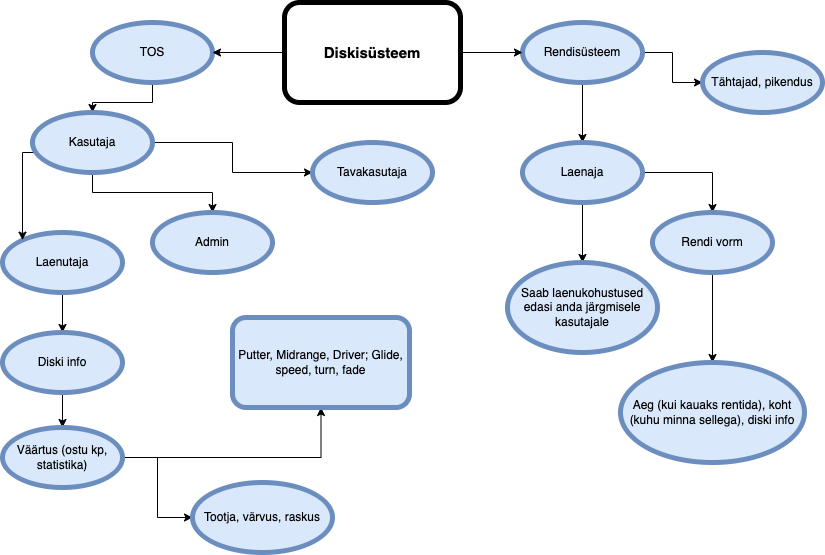 Diskisüsteem
TOS
Rendisüsteem
Tähtajad, pikendus
Kasutaja
Tavakasutaja
Laenaja
Admin
Rendi vorm
Laenutaja
Saab laenukohustused
edasi anda järgmisele
kasutajale
Diski info
Putter, Midrange, Driver; Glide,
speed, turn, fade
Aeg (kui kauaks rentida), koht
(kuhu minna sellega), diski info
Väärtus (ostu kp,
statistika)
Tootja, värvus, raskus